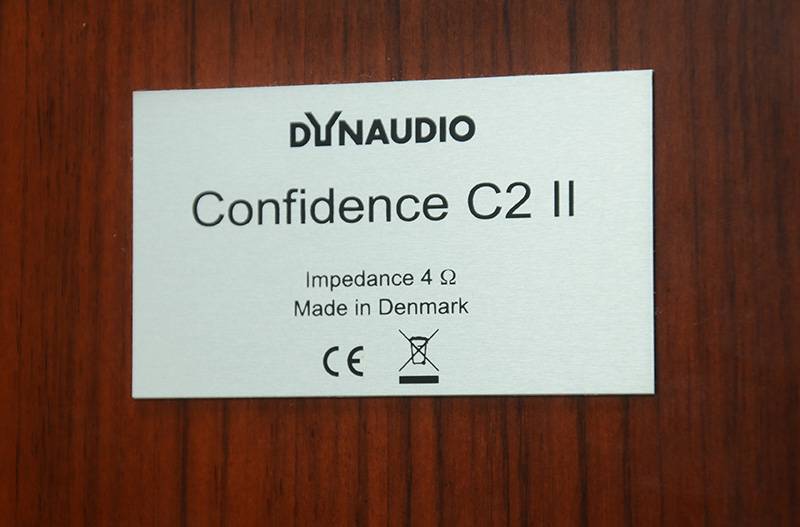 DYNAUDIO
Confidence C2 II
Impedance 4 Ω
Made in Denmark
CE